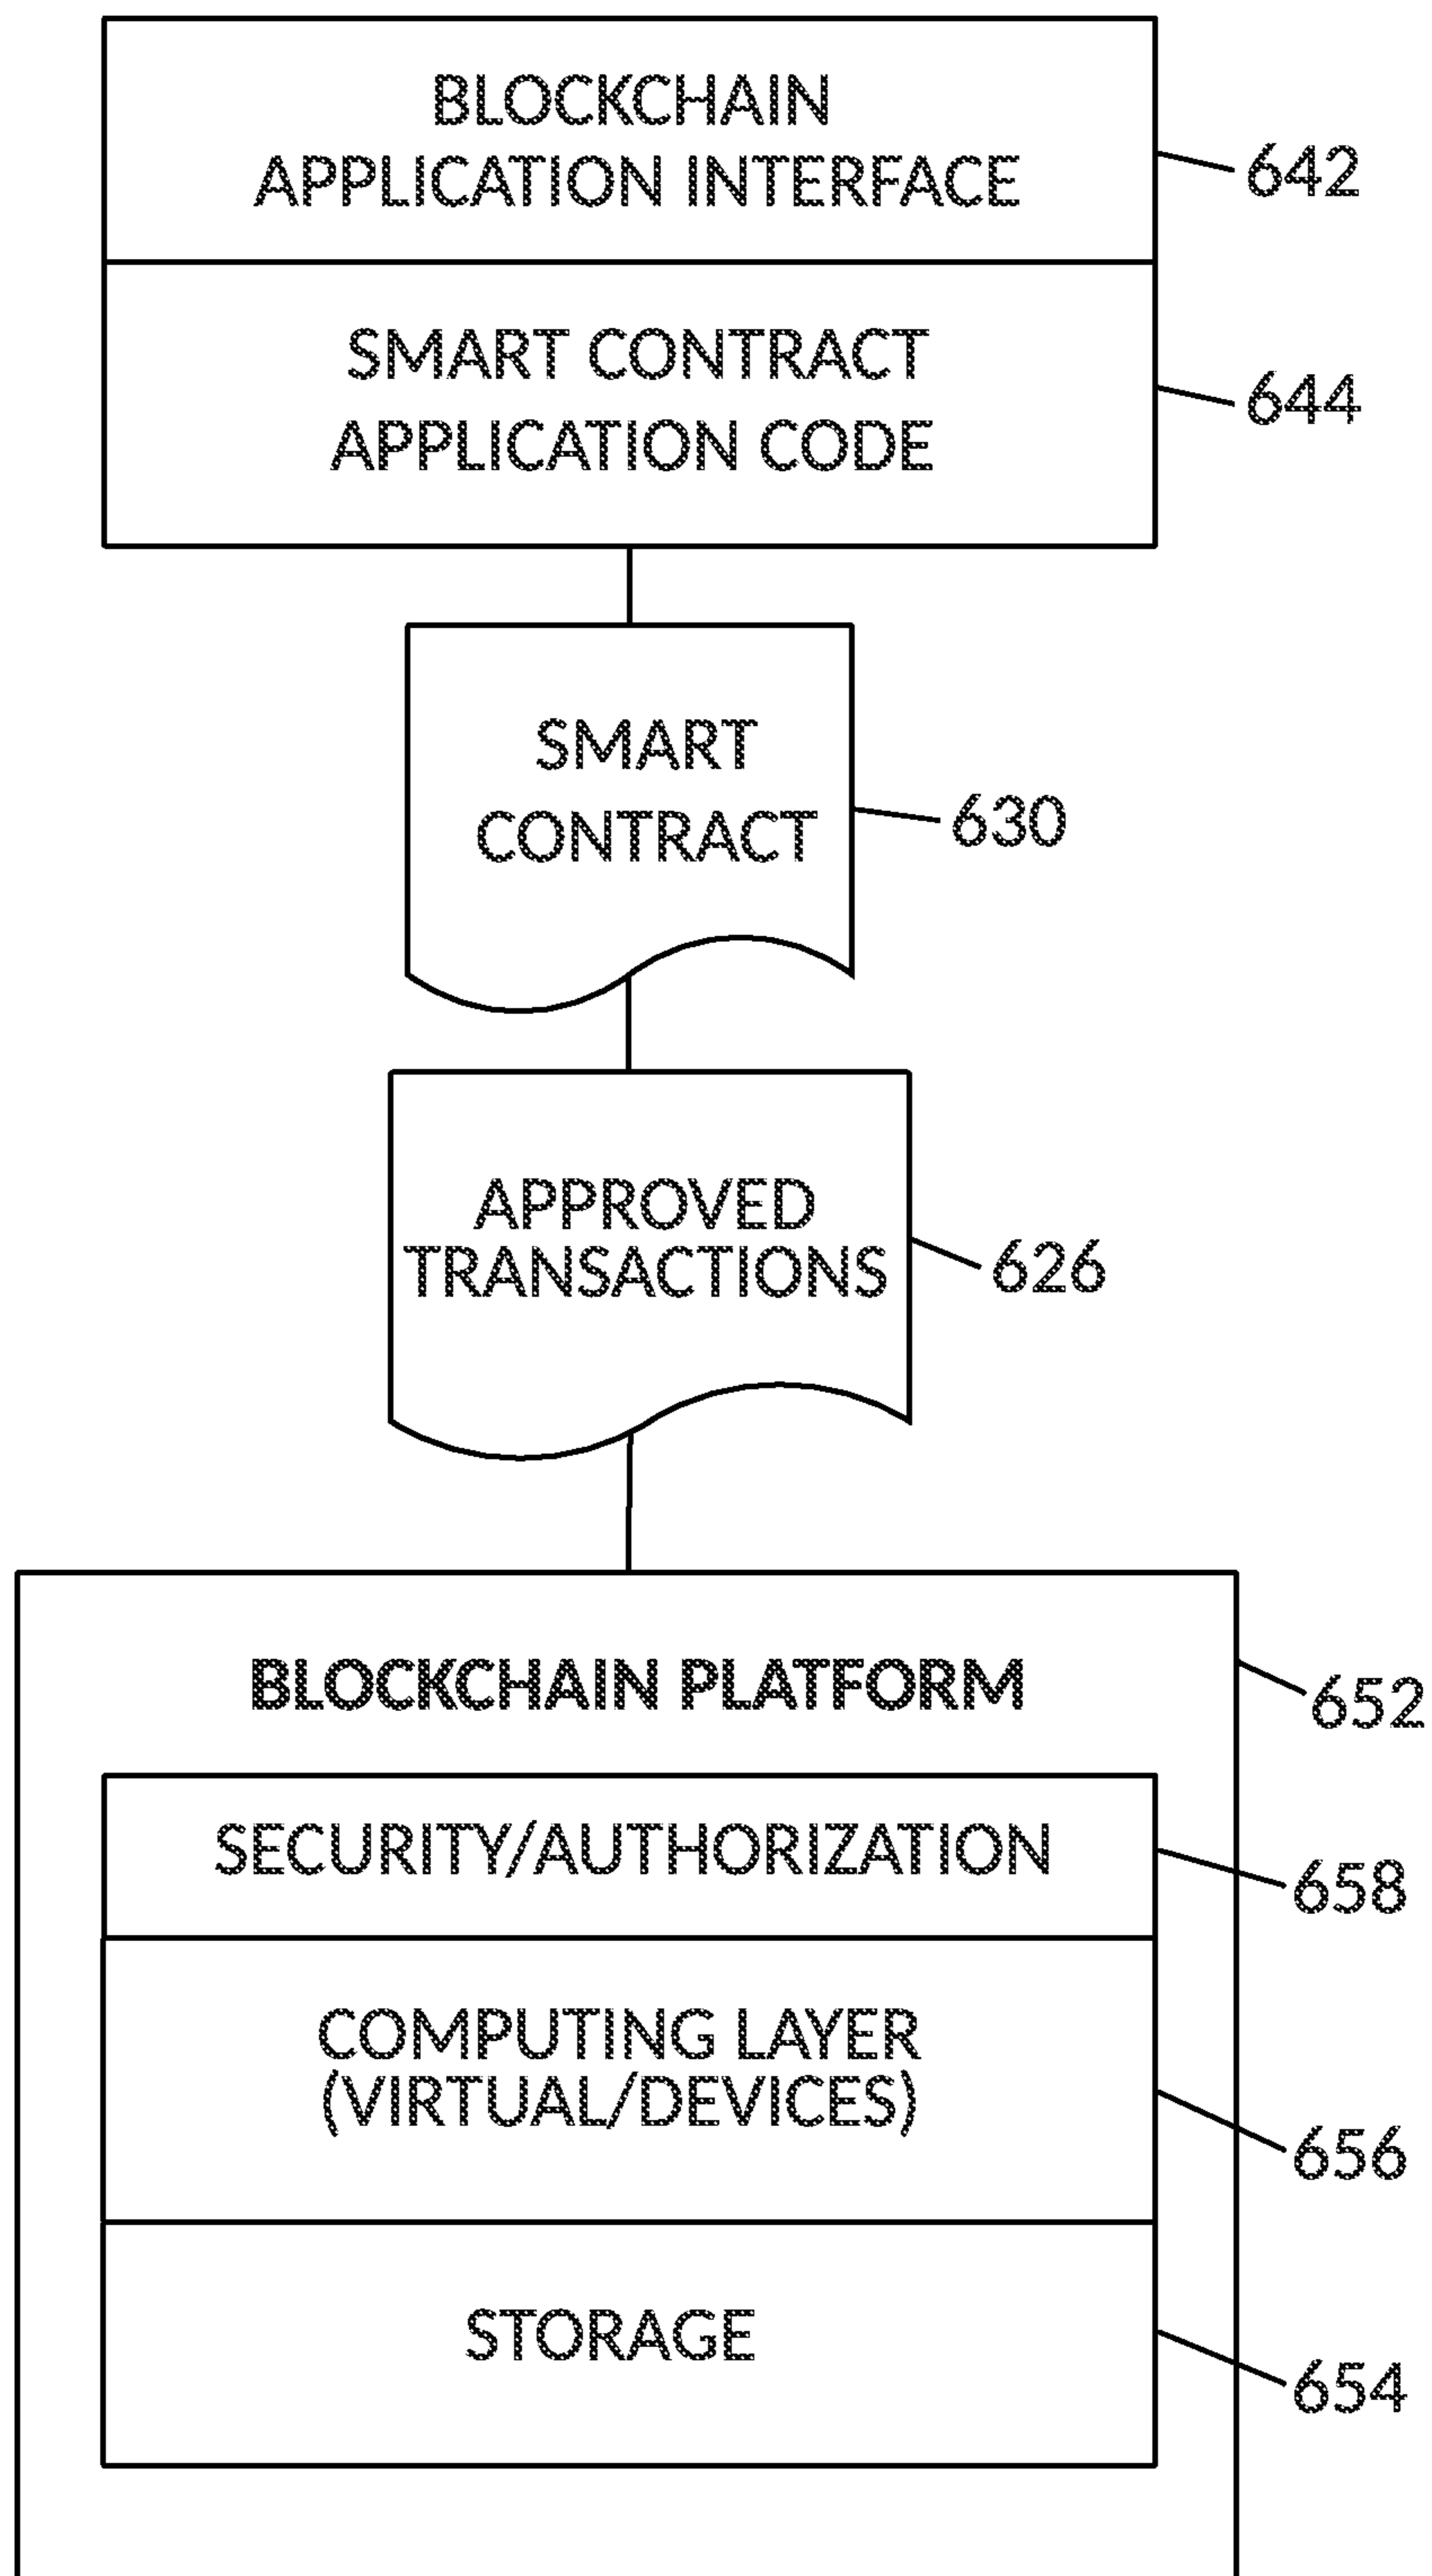 BLOCKCHAIN
APPLICATION INTERFACE
642
SMART CONTRACT
APPLICATION CODE
644
SMART
CONTRACT
630
APPROVED
TRANSACTIONS
626
BLOCKCHAIN PLATFORM
652
SECURITY/AUTHORIZATION
658
COMPUTING LAYER
(VIRTUAL/DEVICES)
656
STORAGE
654